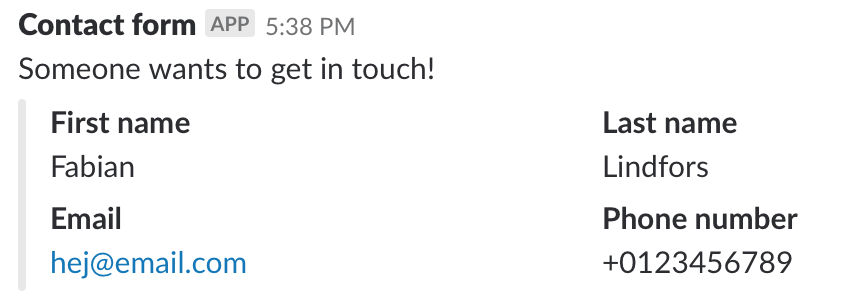 Contact form APP 5:38 PM
Someone wants to get in touch!
First name Last name
Fabian Lindfors
Email Phone number
hej@email.com +0123456789